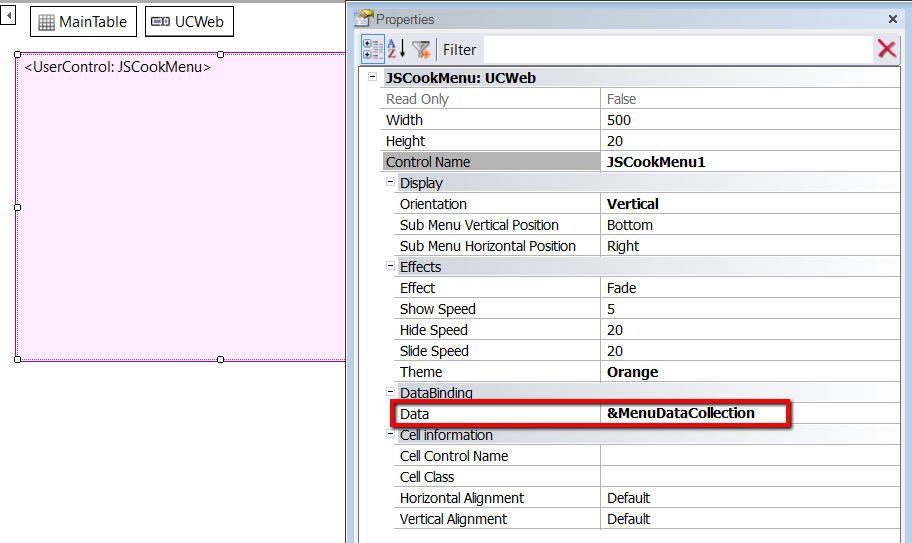 MainTable UCWeb
<UserControl: JSCookMenu>
Properties
A Z Filter
JSCookMenu: UCWeb
Read Only False
Width 500
Height 20
Control Name JSCookMenu1
Display
Orientation Vertical
Sub Menu Vertical Position Bottom
Sub Menu Horizontal Position Right
Effects
Effect Fade
Show Speed 5
Hide Speed 20
Slide Speed 20
Theme Orange
DataBinding
Data &MenuDataCollection
Cell information
Cell Control Name
Cell Class
Horizontal Alignment Default
Vertical Alignment Default